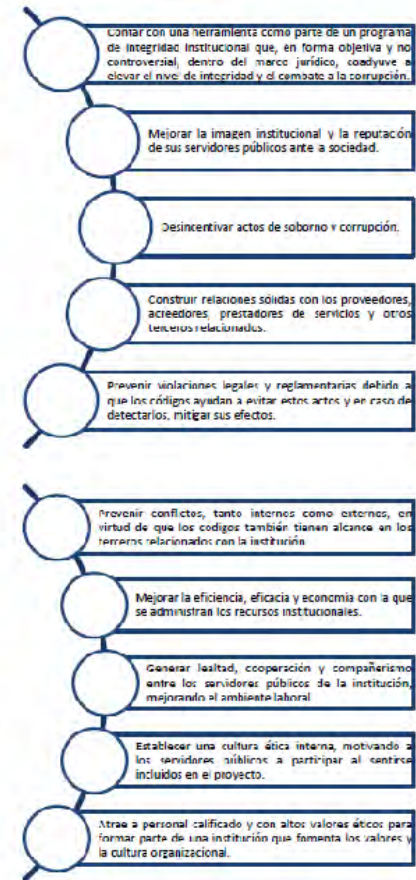 Contar con una herramienta como parte de un programa
de integridad institucional que, en forma objetiva y no
controversial, dentro del marco jurídico, coadyuve a
elevar el nivel de integridad y el combate a la corrupción.
Mejorar la imagen institucional y la reputación
de sus servidores públicos ante la sociedad.
Desincentivar actos de soborno y corrupción.
Construir relaciones sólidas con los proveedores,
acreedores, prestadores de servicios y otros
terceros relacionados.
Prevenir violaciones legales y reglamentarias debido a
que los códigos ayudan a evitar estos actos y en caso de
detectarlos, mitigar sus efectos.
Prevenir conflictos, tanto internos como externos, en
virtud de que los codigos también tienen alcance en los
terceros relacionados con la institución
Mejorar la eficiencia, eficacia y economía con la que
se administran los recursos institucionales.
Generar lealtad, cooperación y compañerismo
entre los servidores públicos de la institución,
mejorando el ambiente laboral
Establecer una cultura ética interna, motivando a
los servidores públicos a participar al sentirse
incluidos en el proyecto.
Atrae a personal calificado y con altos valores éticos para
formar parte de una institución que fomenta los valores y
la cultura organizacional.